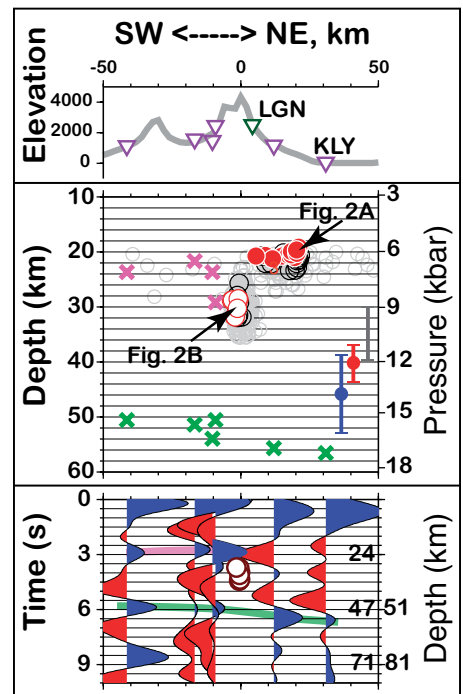 SW <-----> NE, km
-50 0 50
Elevation
4000
2000
0
LGN
KLY
Depth (km)
10
20
30
40
50
60
Fig. 2A
Fig. 2B
3
6
9
12
15
18
Pressure (kbar)
Time (s)
0
3
6
9
24
47 51
71 81
Depth (km)